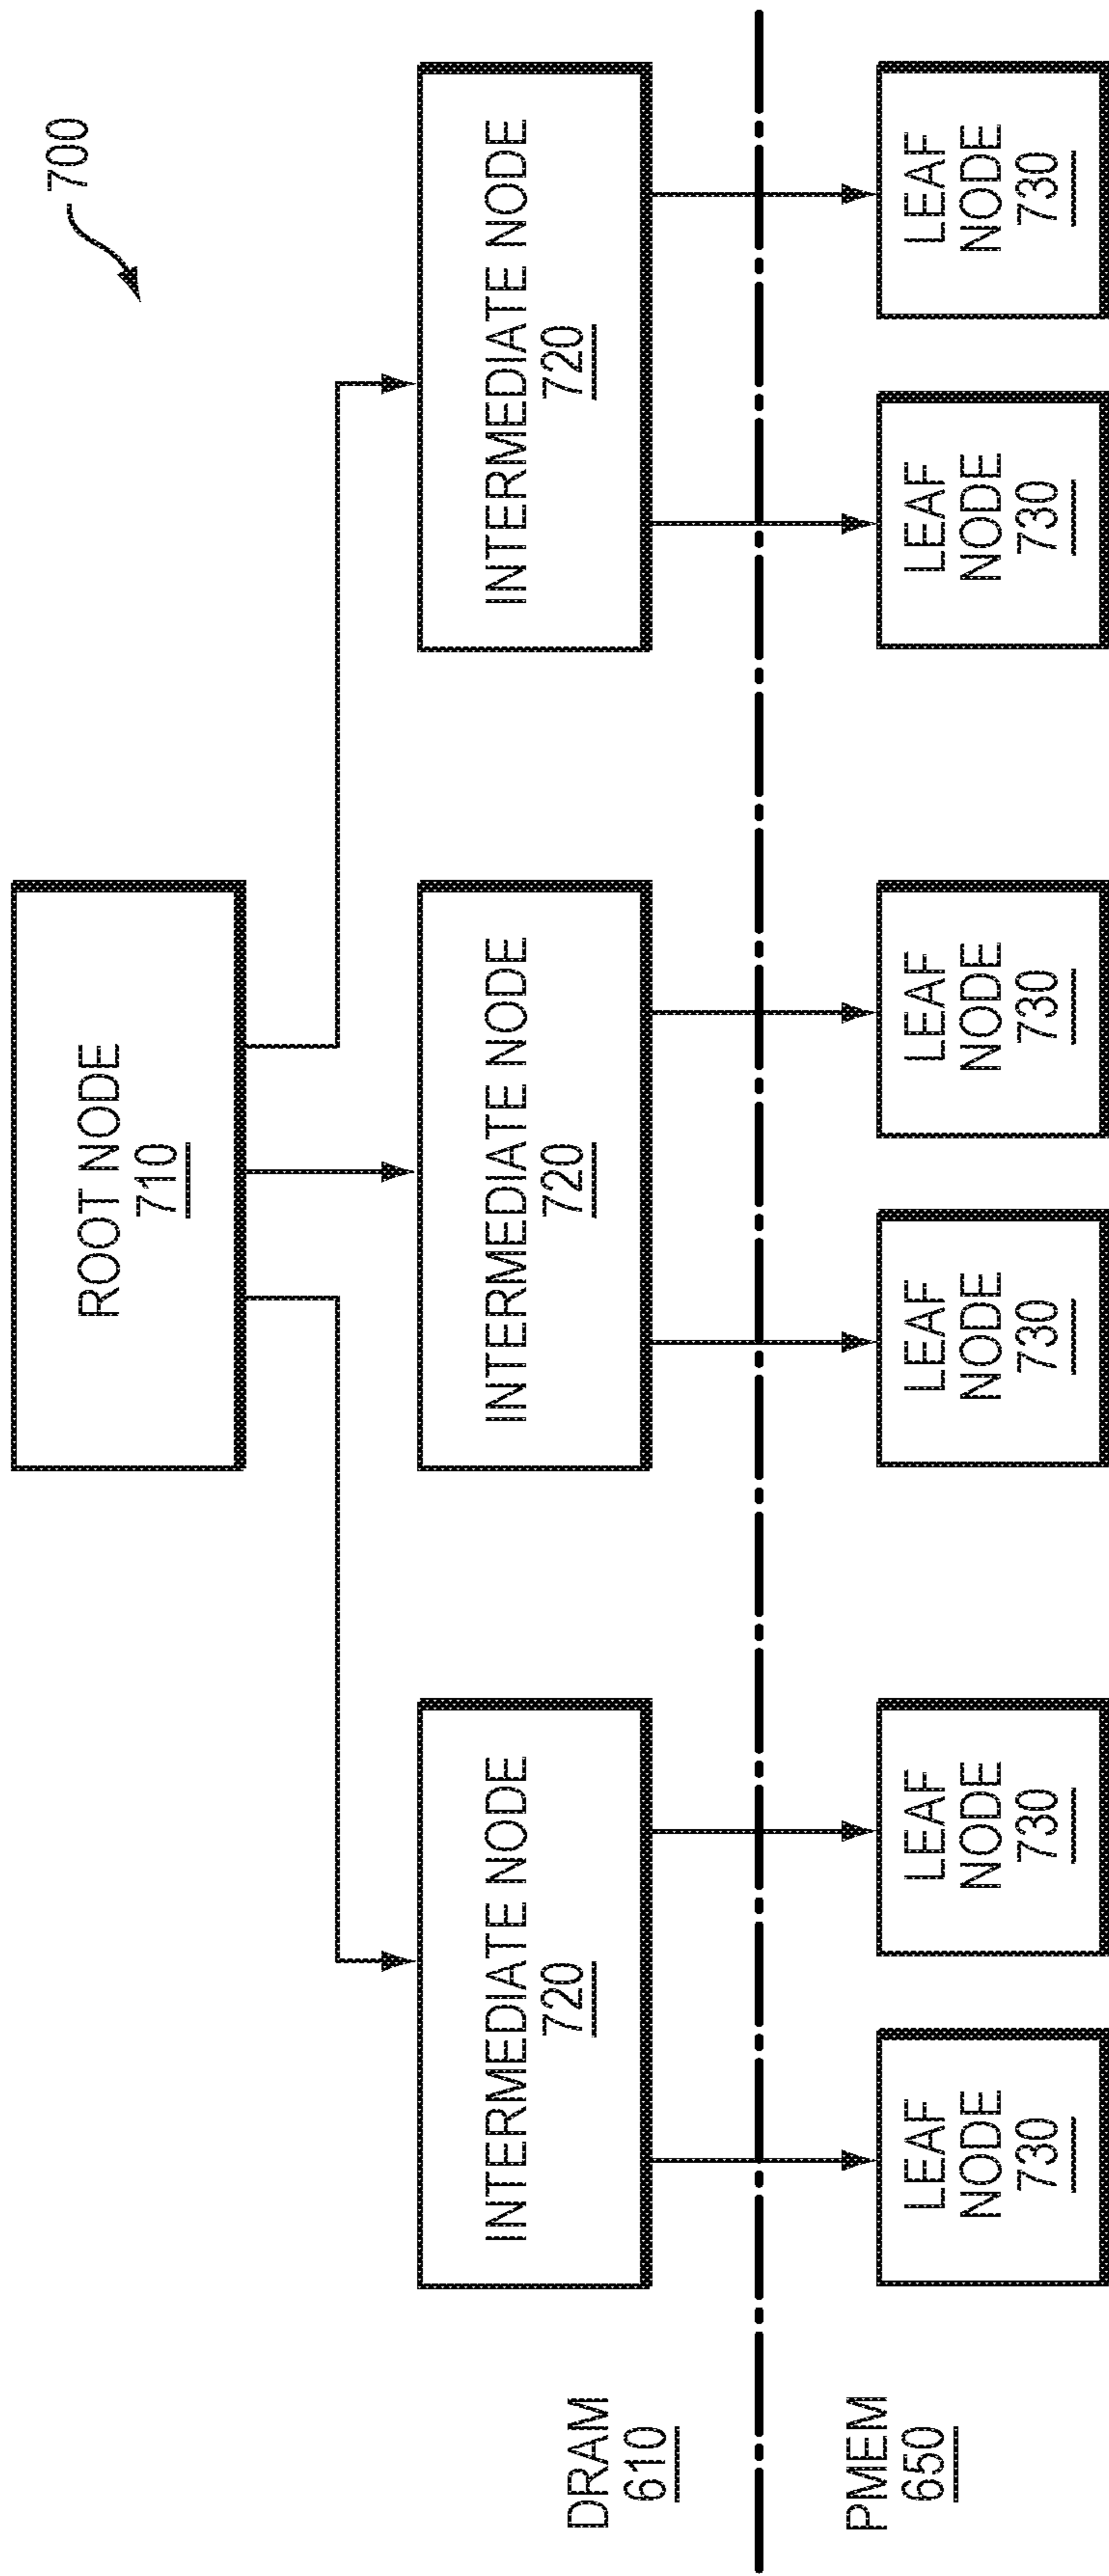 700
ROOT NODE
710
INTERMEDIATE NODE
720
INTERMEDIATE NODE
720
INTERMEDIATE NODE
720
DRAM
610
PMEM
650
LEAF
NODE
730
LEAF
NODE
730
LEAF
NODE
730
LEAF
NODE
730
LEAF
NODE
730
LEAF
NODE
730